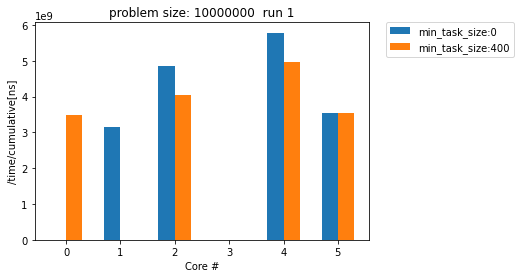 problem size: 10000000  run 1
1e9
6
5
4
3
2
1
0
/time/cumulative[ns]
0 1 2 3 4 5
Core #
min_task_size:0
min_task_size:400